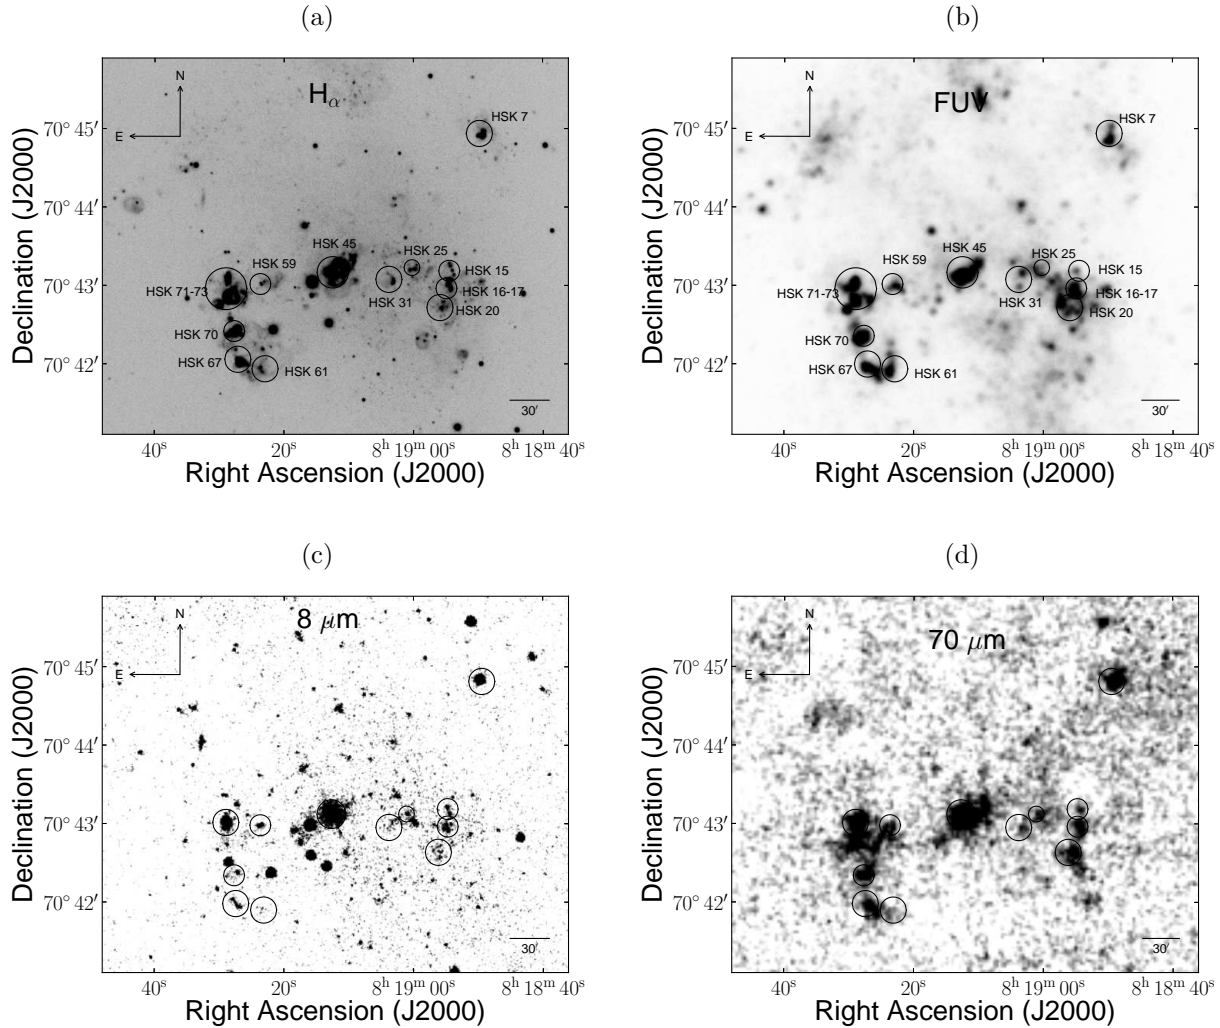 (a)
Hα
N
E
HSK 7
HSK 45
HSK 25
HSK 59
HSK 15
HSK 71-73
HSK 31
HSK 16-17
HSK 20
HSK 70
HSK 67
HSK 61
30′
70° 45′
70° 44′
70° 43′
70° 42′
Declination (J2000)
40s
20s
8h 19m 00s
8h 18m 40s
Right Ascension (J2000)
(b)
FUV
N
E
HSK 7
HSK 45
HSK 25
HSK 59
HSK 15
HSK 71-73
HSK 31
HSK 16-17
HSK 20
HSK 70
HSK 67
HSK 61
30′
70° 45′
70° 44′
70° 43′
70° 42′
Declination (J2000)
40s
20s
8h 19m 00s
8h 18m 40s
Right Ascension (J2000)
(c)
8 μm
N
E
30′
70° 45′
70° 44′
70° 43′
70° 42′
Declination (J2000)
40s
20s
8h 19m 00s
8h 18m 40s
Right Ascension (J2000)
(d)
70 μm
N
E
30′
70° 45′
70° 44′
70° 43′
70° 42′
Declination (J2000)
40s
20s
8h 19m 00s
8h 18m 40s
Right Ascension (J2000)